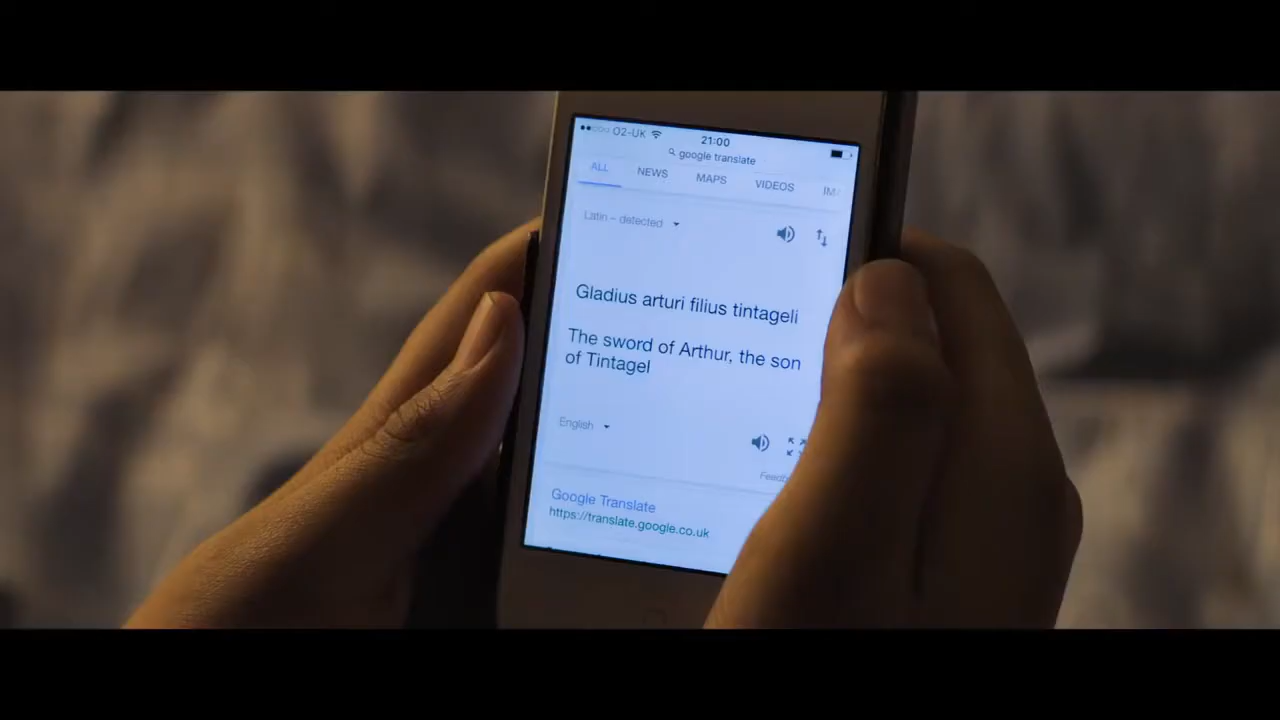 O2-UK 21:00
google translate
ALL NEWS MAPS VIDEOS
Latin – detected
Gladius arturi filius tintageli
The sword of Arthur, the son
of Tintagel
English
Google Translate
https://translate.google.co.uk